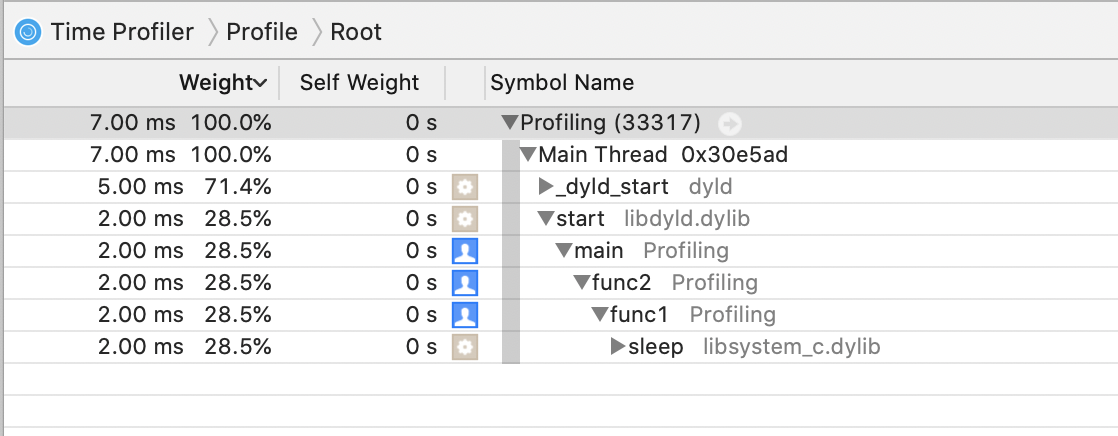 Time Profiler Profile Root
Weight Self Weight Symbol Name
7.00 ms 100.0% 0 s Profiling (33317)
7.00 ms 100.0% 0 s Main Thread 0x30e5ad
5.00 ms 71.4% 0 s _dyld_start dyld
2.00 ms 28.5% 0 s start libdyld.dylib
2.00 ms 28.5% 0 s main Profiling
2.00 ms 28.5% 0 s func2 Profiling
2.00 ms 28.5% 0 s func1 Profiling
2.00 ms 28.5% 0 s sleep libsystem_c.dylib